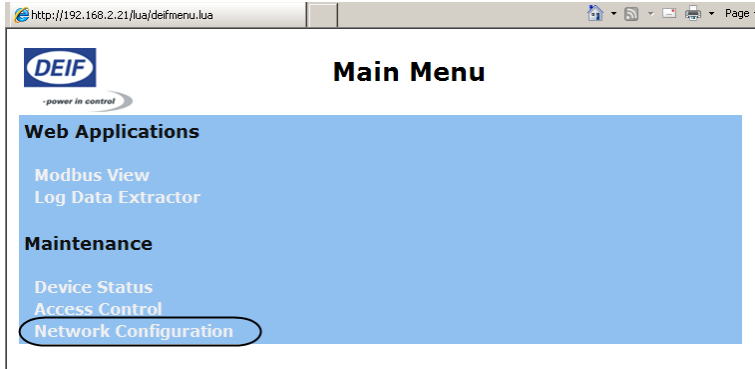 http://192.168.2.21/lua/deifmenu.lua
Page
DEIF
-power in control
Main Menu
Web Applications
Modbus View
Log Data Extractor
Maintenance
Device Status
Access Control
Network Configuration